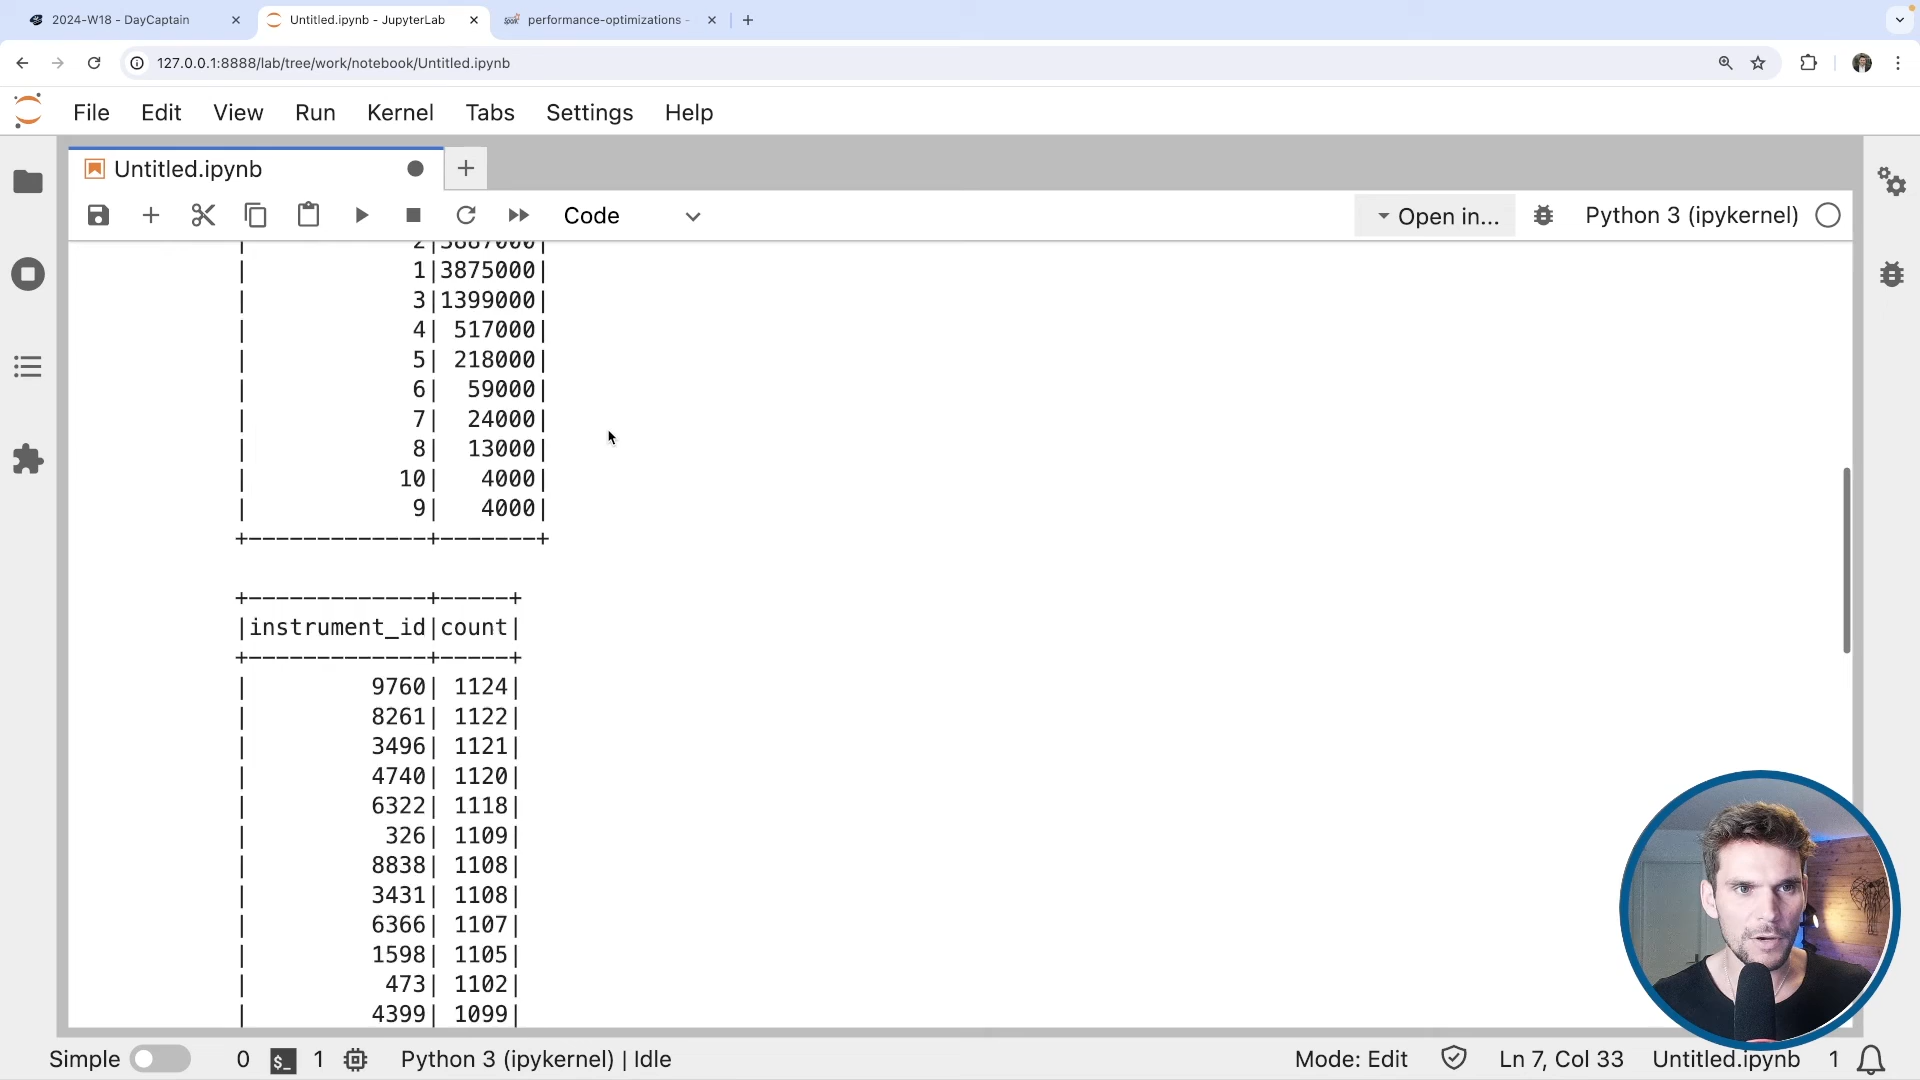 2024-W18 - DayCaptain
Untitled.ipynb - JupyterLab
performance-optimizations -
127.0.0.1:8888/lab/tree/work/notebook/Untitled.ipynb
File Edit View Run Kernel Tabs Settings Help
Untitled.ipynb
Code
Open in...
Python 3 (ipykernel)
| 1|3875000|
| 3|1399000|
| 4| 517000|
| 5| 218000|
| 6| 59000|
| 7| 24000|
| 8| 13000|
| 10| 4000|
| 9| 4000|
+-------------+-------+
+-------------+-----+
|instrument_id|count|
+-------------+-----+
| 9760| 1124|
| 8261| 1122|
| 3496| 1121|
| 4740| 1120|
| 6322| 1118|
| 326| 1109|
| 8838| 1108|
| 3431| 1108|
| 6366| 1107|
| 1598| 1105|
| 473| 1102|
| 4399| 1099|
Simple 0 $_ 1 Python 3 (ipykernel) | Idle Mode: Edit Ln 7, Col 33 Untitled.ipynb 1